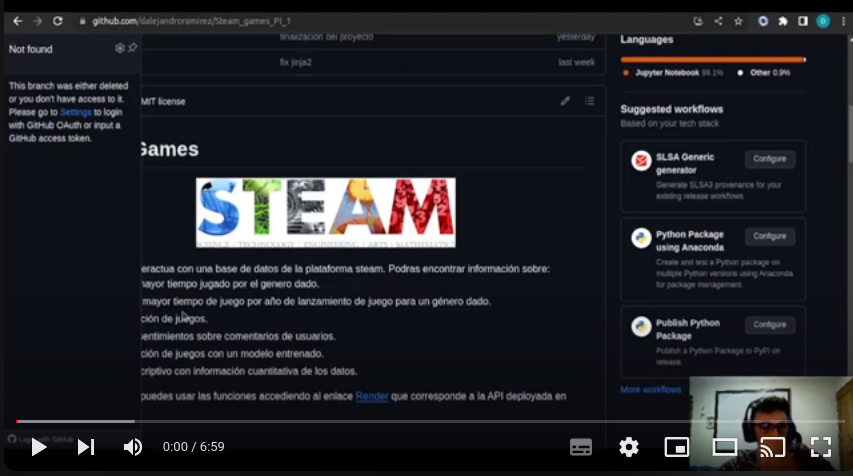 github.com/dalejandroramirez/Steam_games_PI_1
Not found
This branch was either deleted
or you don't have access to it.
Please go to Settings to login
with GitHub OAuth or input a
GitHub access token.
finalización del proyecto yesterday
fix jinja2 last week
MIT license
Games
STEAM
SCIENCE | TECHNOLOGY | ENGINEERING | ARTS | MATHEMATICS
eractua con una base de datos de la plataforma steam. Podras encontrar información sobre:
nayor tiempo jugado por el genero dado.
mayor tiempo de juego por año de lanzamiento de juego para un género dado.
ción de juegos.
entimientos sobre comentarios de usuarios.
ción de juegos con un modelo entrenado.
criptivo con información cuantitativa de los datos.
puedes usar las funciones accediendo al enlace Render que corresponde a la API deployada en
Languages
Jupyter Notebook 99.1% Other 0.9%
Suggested workflows
Based on your tech stack
SLSA Generic
generator
Configure
Generate SLSA3 provenance for your
existing release workflows
Python Package
using Anaconda
Configure
Create and test a Python package on
multiple Python versions using Anaconda
for package management.
Publish Python
Package
Configure
Publish a Python Package to PyPI on
release.
More workflows
Login with GitHub
0:00 / 6:59